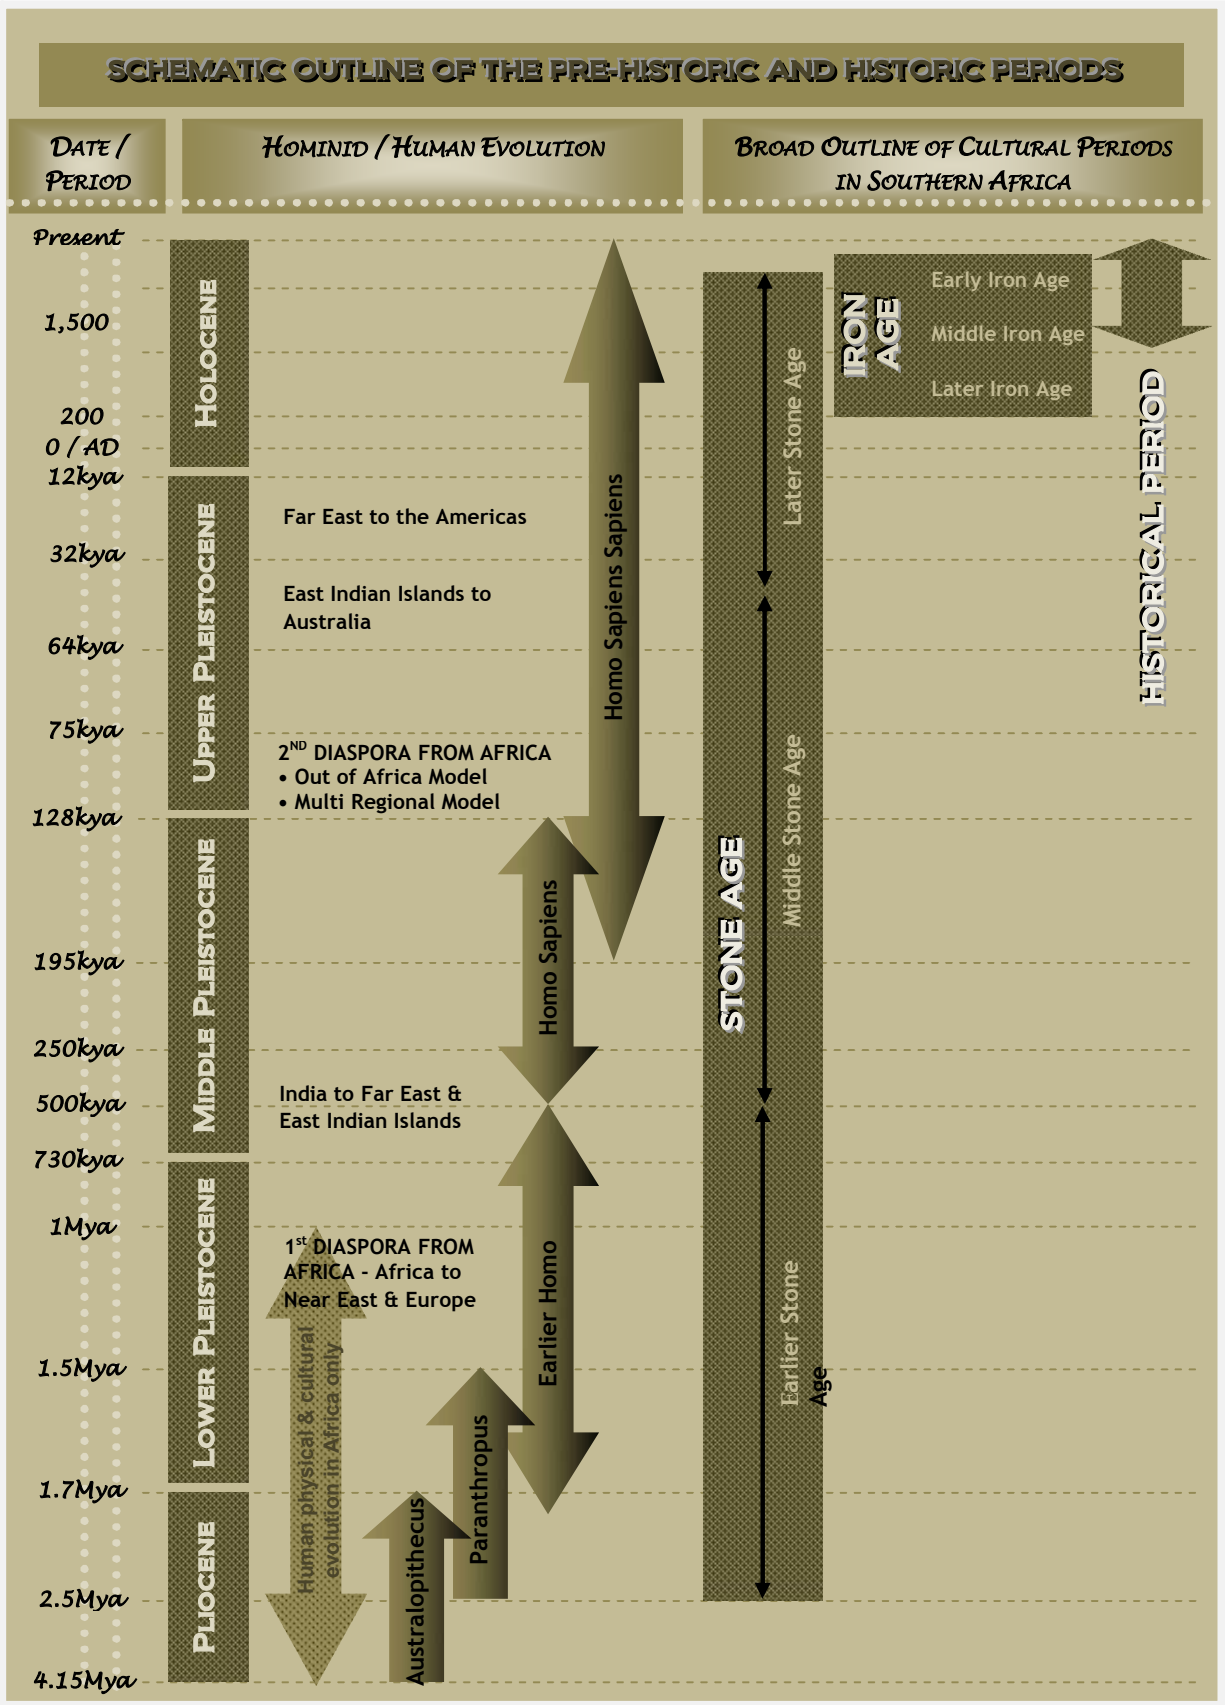 SCHEMATIC OUTLINE OF THE PRE-HISTORIC AND HISTORIC PERIODS
DATE /
PERIOD
HOMINID / HUMAN EVOLUTION
BROAD OUTLINE OF CULTURAL PERIODS
IN SOUTHERN AFRICA
Present
1,500
200
0 / AD
12kya
32kya
64kya
75kya
128kya
195kya
250kya
500kya
730kya
1Mya
1.5Mya
1.7Mya
2.5Mya
4.15Mya
HOLOCENE
UPPER PLEISTOCENE
MIDDLE PLEISTOCENE
LOWER PLEISTOCENE
PLIOCENE
Far East to the Americas
East Indian Islands to
Australia
2ND DIASPORA FROM AFRICA
• Out of Africa Model
• Multi Regional Model
India to Far East &
East Indian Islands
1st DIASPORA FROM
AFRICA - Africa to
Near East & Europe
Human physical & cultural
evolution in Africa only
Australopithecus
Paranthropus
Earlier Homo
Homo Sapiens
Homo Sapiens Sapiens
STONE AGE
Later Stone Age
Middle Stone Age
Earlier Stone
Age
IRON
AGE
Early Iron Age
Middle Iron Age
Later Iron Age
HISTORICAL PERIOD